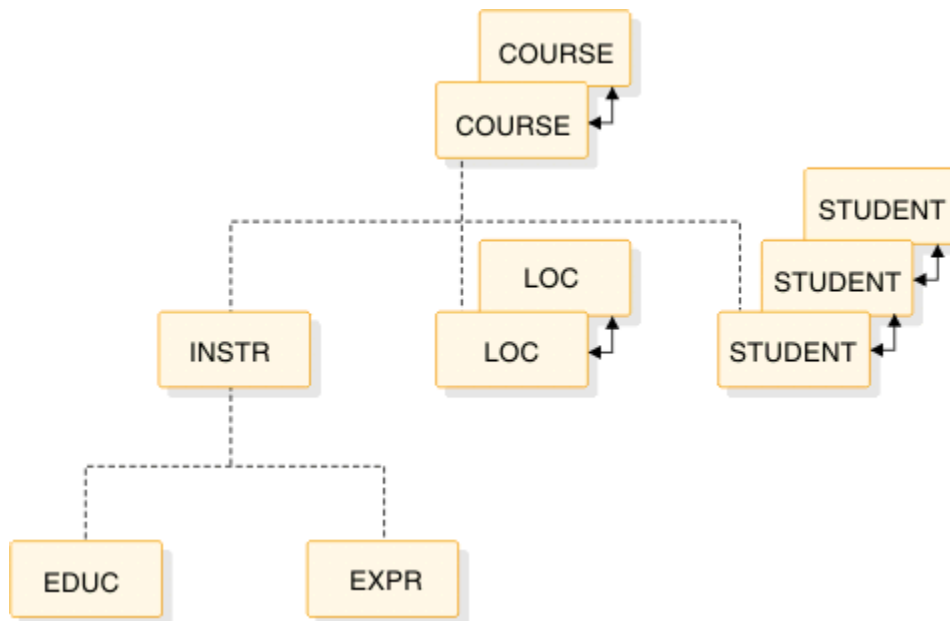 COURSE
COURSE
STUDENT
STUDENT
LOC
INSTR
LOC
STUDENT
EDUC
EXPR